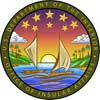 U.S. DEPARTMENT OF THE INTERIOR
OFFICE OF INSULAR AFFAIRS